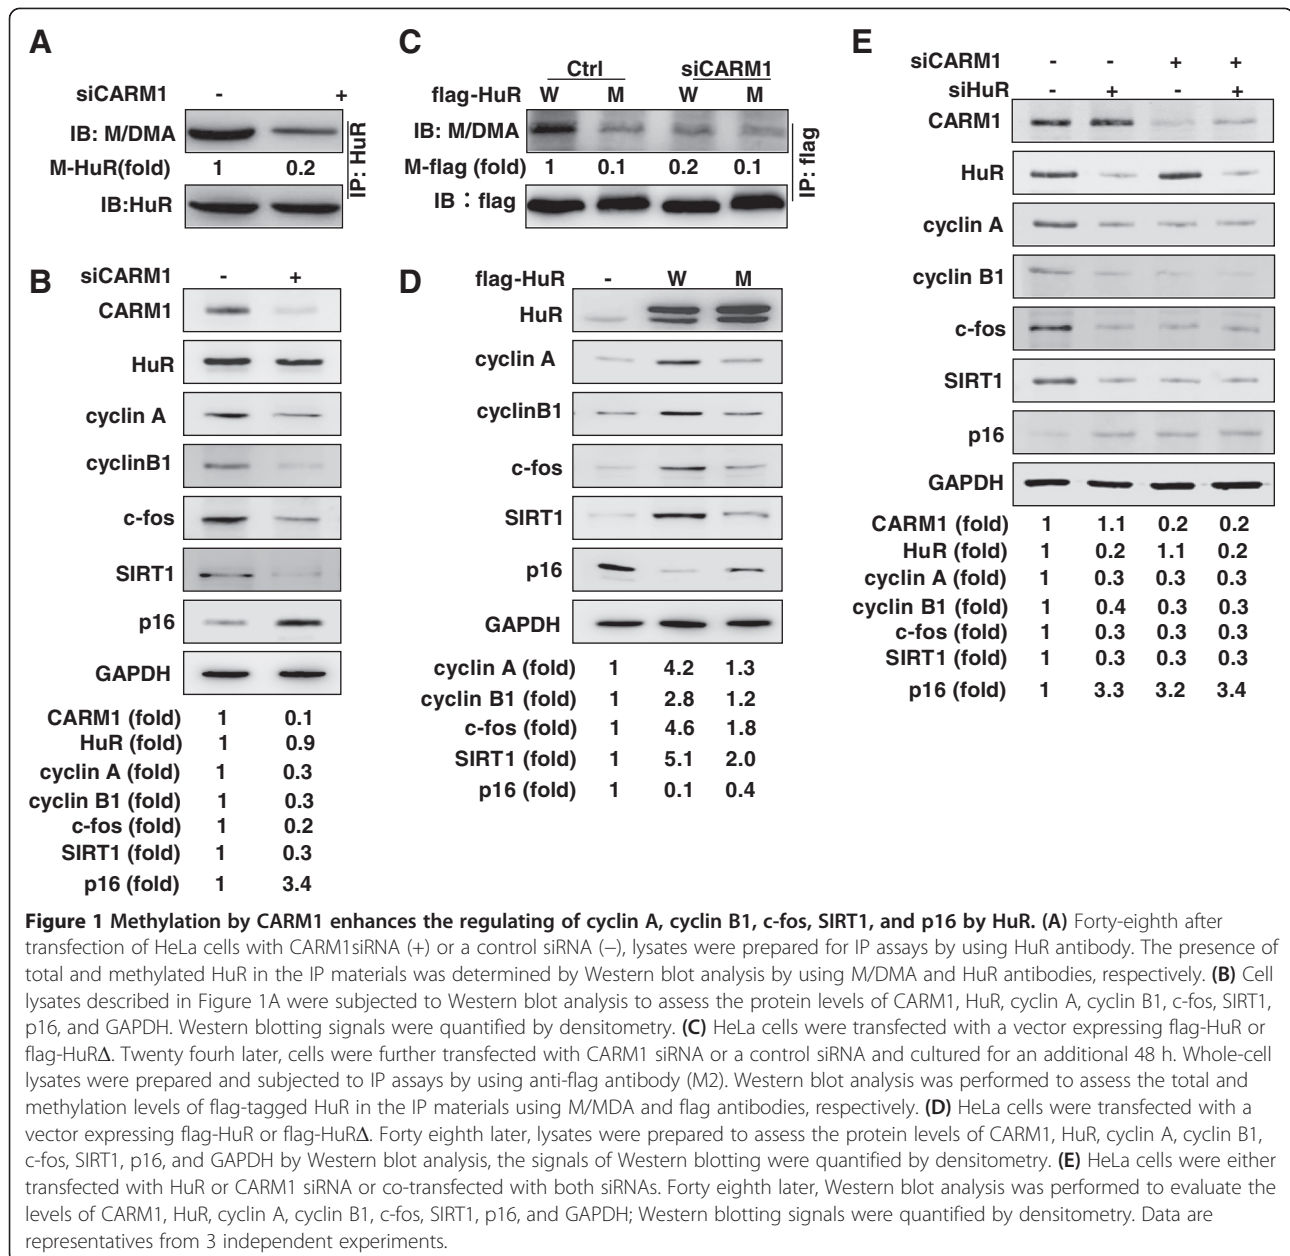 A
siCARM1 - +
IB: M/DMA
M-HuR(fold) 1 0.2
IB:HuR
IP: HuR
B
siCARM1 - +
CARM1
HuR
cyclin A
cyclinB1
c-fos
SIRT1
p16
GAPDH
CARM1 (fold) 1 0.1
HuR (fold) 1 0.9
cyclin A (fold) 1 0.3
cyclin B1 (fold) 1 0.3
c-fos (fold) 1 0.2
SIRT1 (fold) 1 0.3
p16 (fold) 1 3.4
C
Ctrl siCARM1
flag-HuR W M W M
IB: M/DMA
M-flag (fold) 1 0.1 0.2 0.1
IB : flag
IP: flag
D
flag-HuR - W M
HuR
cyclin A
cyclinB1
c-fos
SIRT1
p16
GAPDH
cyclin A (fold) 1 4.2 1.3
cyclin B1 (fold) 1 2.8 1.2
c-fos (fold) 1 4.6 1.8
SIRT1 (fold) 1 5.1 2.0
p16 (fold) 1 0.1 0.4
E
siCARM1 - - + +
siHuR - + - +
CARM1
HuR
cyclin A
cyclin B1
c-fos
SIRT1
p16
GAPDH
CARM1 (fold) 1 1.1 0.2 0.2
HuR (fold) 1 0.2 1.1 0.2
cyclin A (fold) 1 0.3 0.3 0.3
cyclin B1 (fold) 1 0.4 0.3 0.3
c-fos (fold) 1 0.3 0.3 0.3
SIRT1 (fold) 1 0.3 0.3 0.3
p16 (fold) 1 3.3 3.2 3.4
Figure 1 Methylation by CARM1 enhances the regulating of cyclin A, cyclin B1, c-fos, SIRT1, and p16 by HuR. (A) Forty-eighth after
transfection of HeLa cells with CARM1siRNA (+) or a control siRNA (−), lysates were prepared for IP assays by using HuR antibody. The presence of
total and methylated HuR in the IP materials was determined by Western blot analysis by using M/DMA and HuR antibodies, respectively. (B) Cell
lysates described in Figure 1A were subjected to Western blot analysis to assess the protein levels of CARM1, HuR, cyclin A, cyclin B1, c-fos, SIRT1,
p16, and GAPDH. Western blotting signals were quantified by densitometry. (C) HeLa cells were transfected with a vector expressing flag-HuR or
flag-HuRΔ. Twenty fourth later, cells were further transfected with CARM1 siRNA or a control siRNA and cultured for an additional 48 h. Whole-cell
lysates were prepared and subjected to IP assays by using anti-flag antibody (M2). Western blot analysis was performed to assess the total and
methylation levels of flag-tagged HuR in the IP materials using M/MDA and flag antibodies, respectively. (D) HeLa cells were transfected with a
vector expressing flag-HuR or flag-HuRΔ. Forty eighth later, lysates were prepared to assess the protein levels of CARM1, HuR, cyclin A, cyclin B1,
c-fos, SIRT1, p16, and GAPDH by Western blot analysis, the signals of Western blotting were quantified by densitometry. (E) HeLa cells were either
transfected with HuR or CARM1 siRNA or co-transfected with both siRNAs. Forty eighth later, Western blot analysis was performed to evaluate the
levels of CARM1, HuR, cyclin A, cyclin B1, c-fos, SIRT1, p16, and GAPDH; Western blotting signals were quantified by densitometry. Data are
representatives from 3 independent experiments.